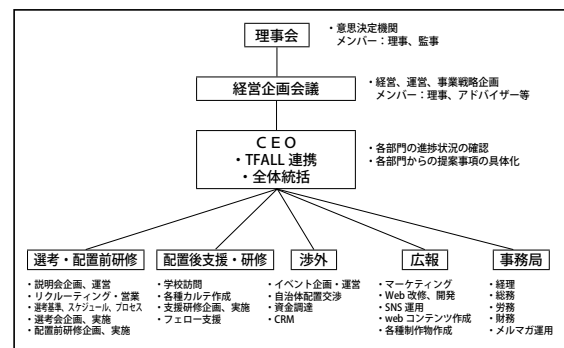 理事会
・意思決定機関
メンバー：理事、監事
経営企画会議
・経営、運営、事業戦略企画
メンバー：理事、アドバイザー等
CEO
・TFALL 連携
・全体統括
・各部門の進捗状況の確認
・各部門からの提案事項の具体化
選考・配置前研修
・説明会企画、運営
・リクルーティング・営業
・選考基準、スケジュール、プロセス
・選考会企画、実施
・配置前研修企画、実施
配置後支援・研修
・学校訪問
・各種カルテ作成
・支援研修企画、実施
・フェロー支援
渉外
・イベント企画・運営
・自治体配置交渉
・資金調達
・CRM
広報
・マーケティング
・Web 改修、開発
・SNS 運用
・web コンテンツ作成
・各種制作物作成
事務局
・経理
・総務
・労務
・財務
・メルマガ運用